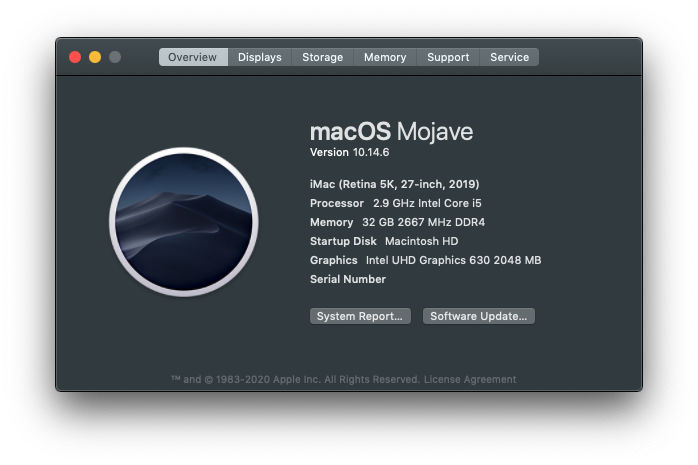 Overview Displays Storage Memory Support Service
macOS Mojave
Version 10.14.6
iMac (Retina 5K, 27-inch, 2019)
Processor 2.9 GHz Intel Core i5
Memory 32 GB 2667 MHz DDR4
Startup Disk Macintosh HD
Graphics Intel UHD Graphics 630 2048 MB
Serial Number
System Report... Software Update...
™ and © 1983-2020 Apple Inc. All Rights Reserved. License Agreement